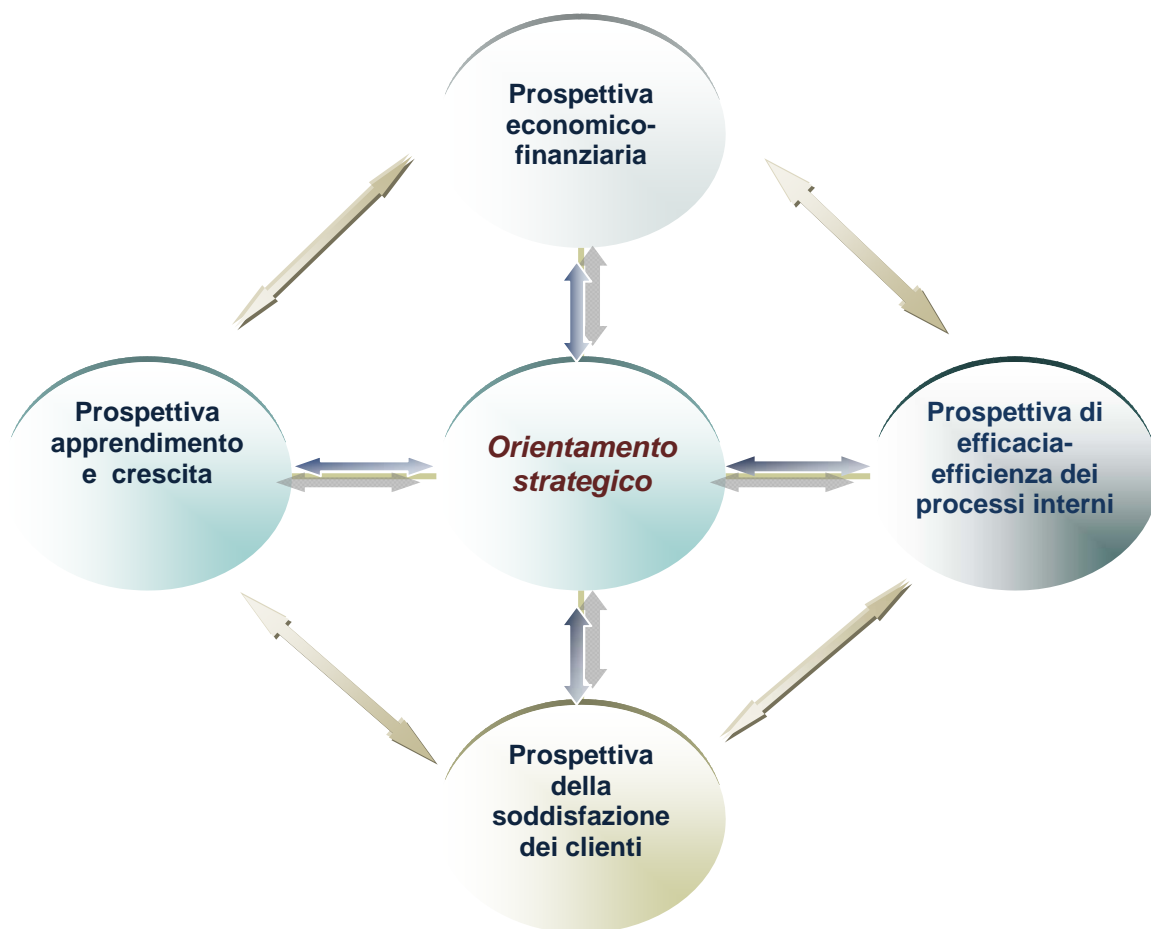 Prospettiva
economico-
finanziaria
Prospettiva
apprendimento
e crescita
Orientamento
strategico
Prospettiva di
efficacia-
efficienza dei
processi interni
Prospettiva
della
soddisfazione
dei clienti